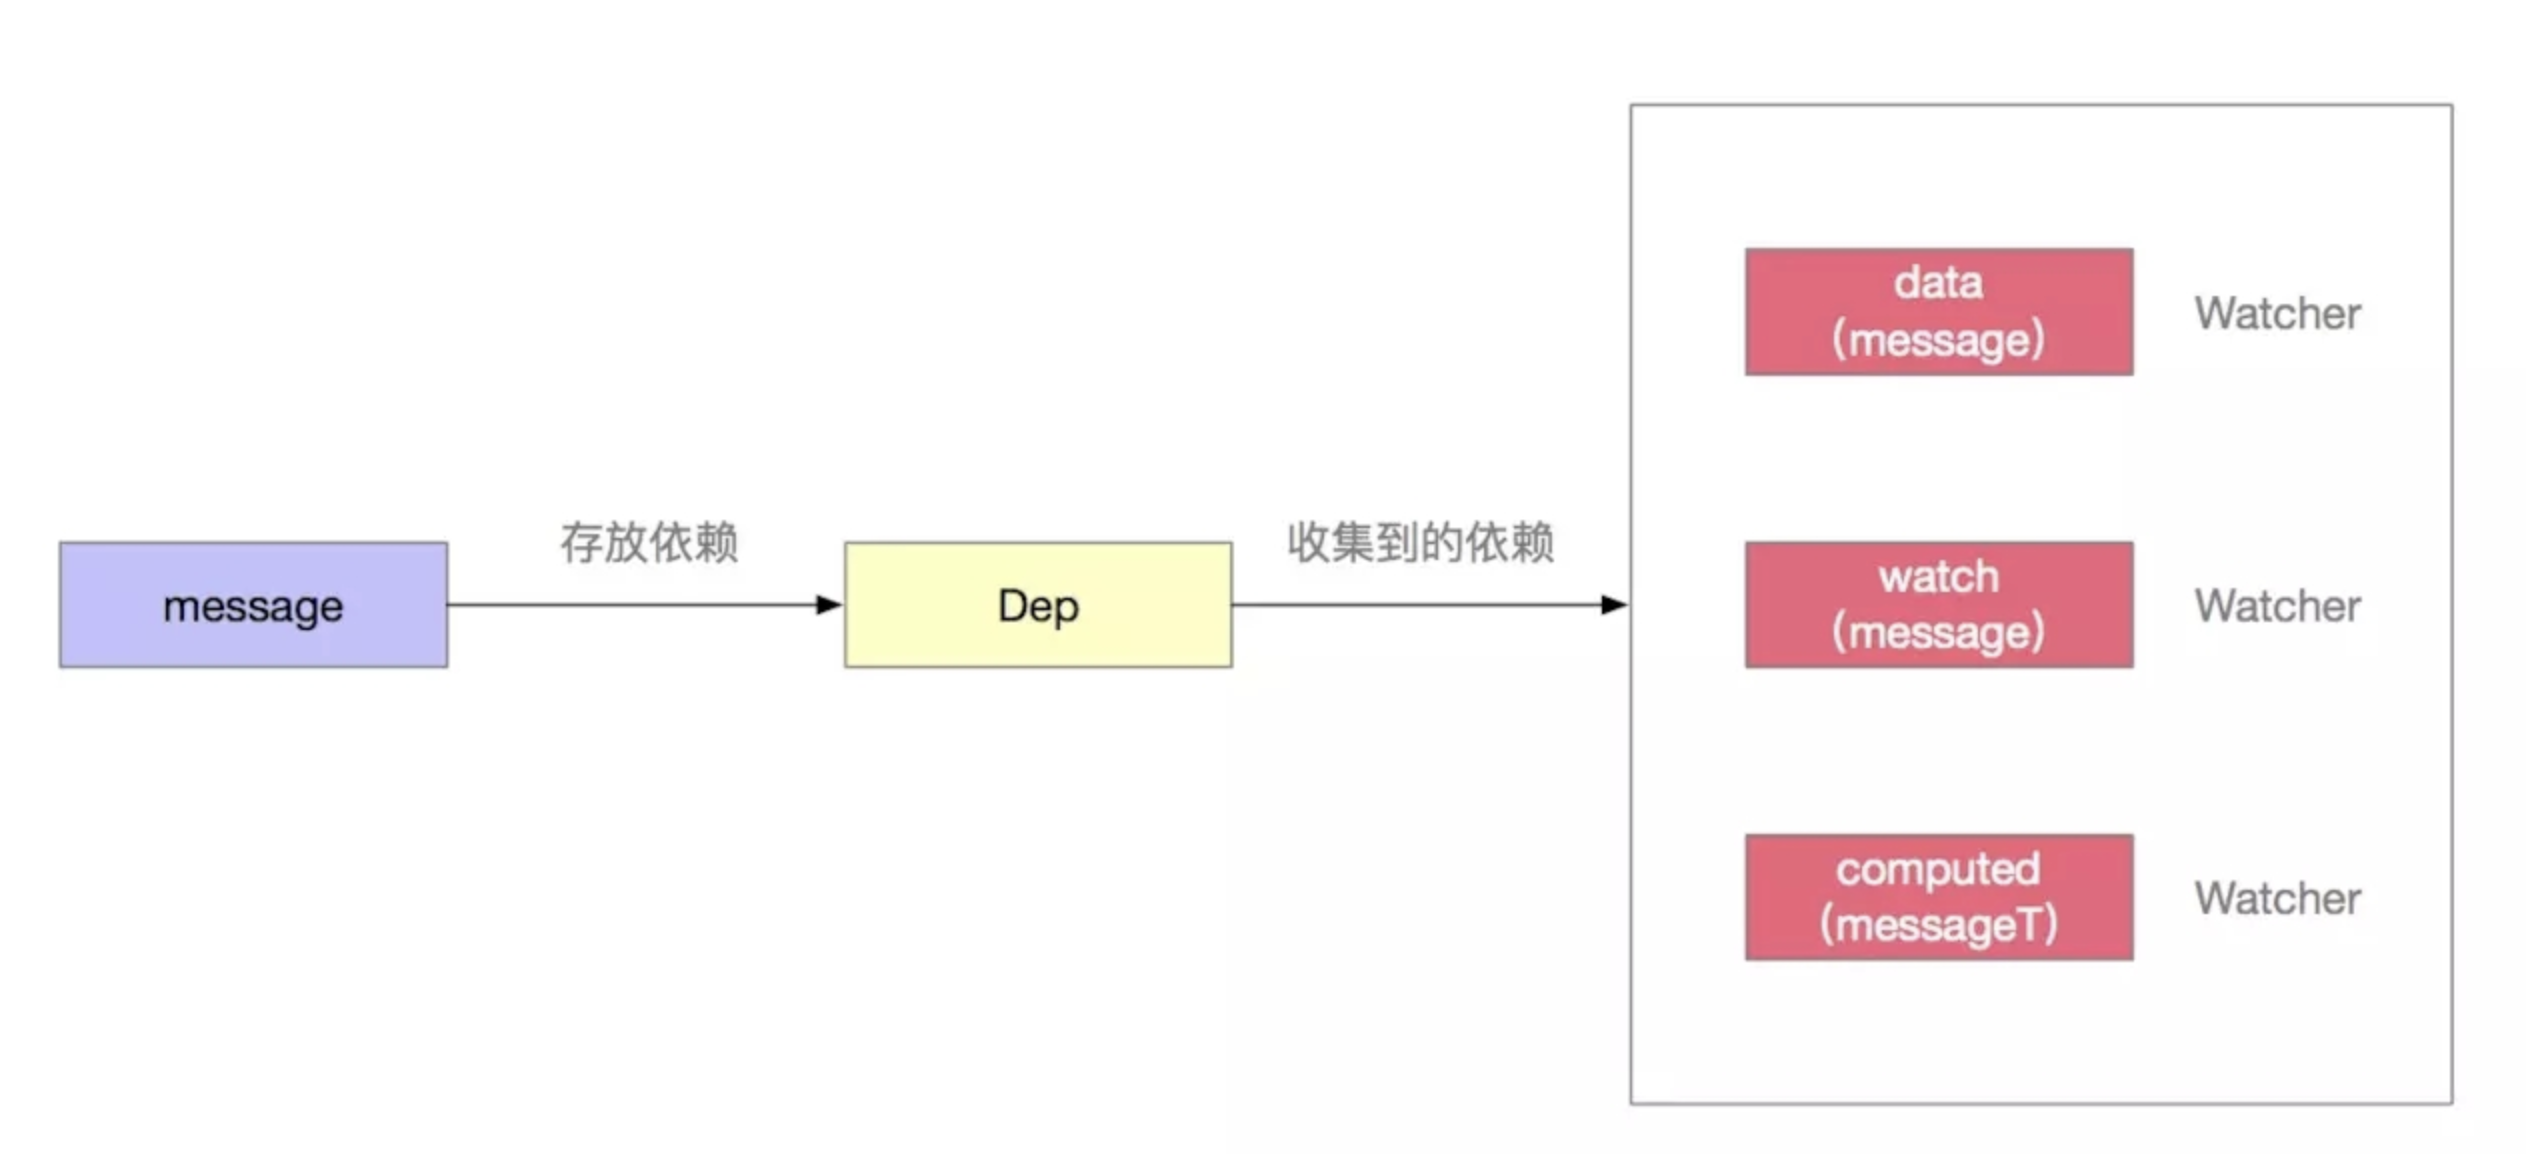 message
存放依赖
Dep
收集到的依赖
data
(message)
Watcher
watch
(message)
Watcher
computed
(messageT)
Watcher